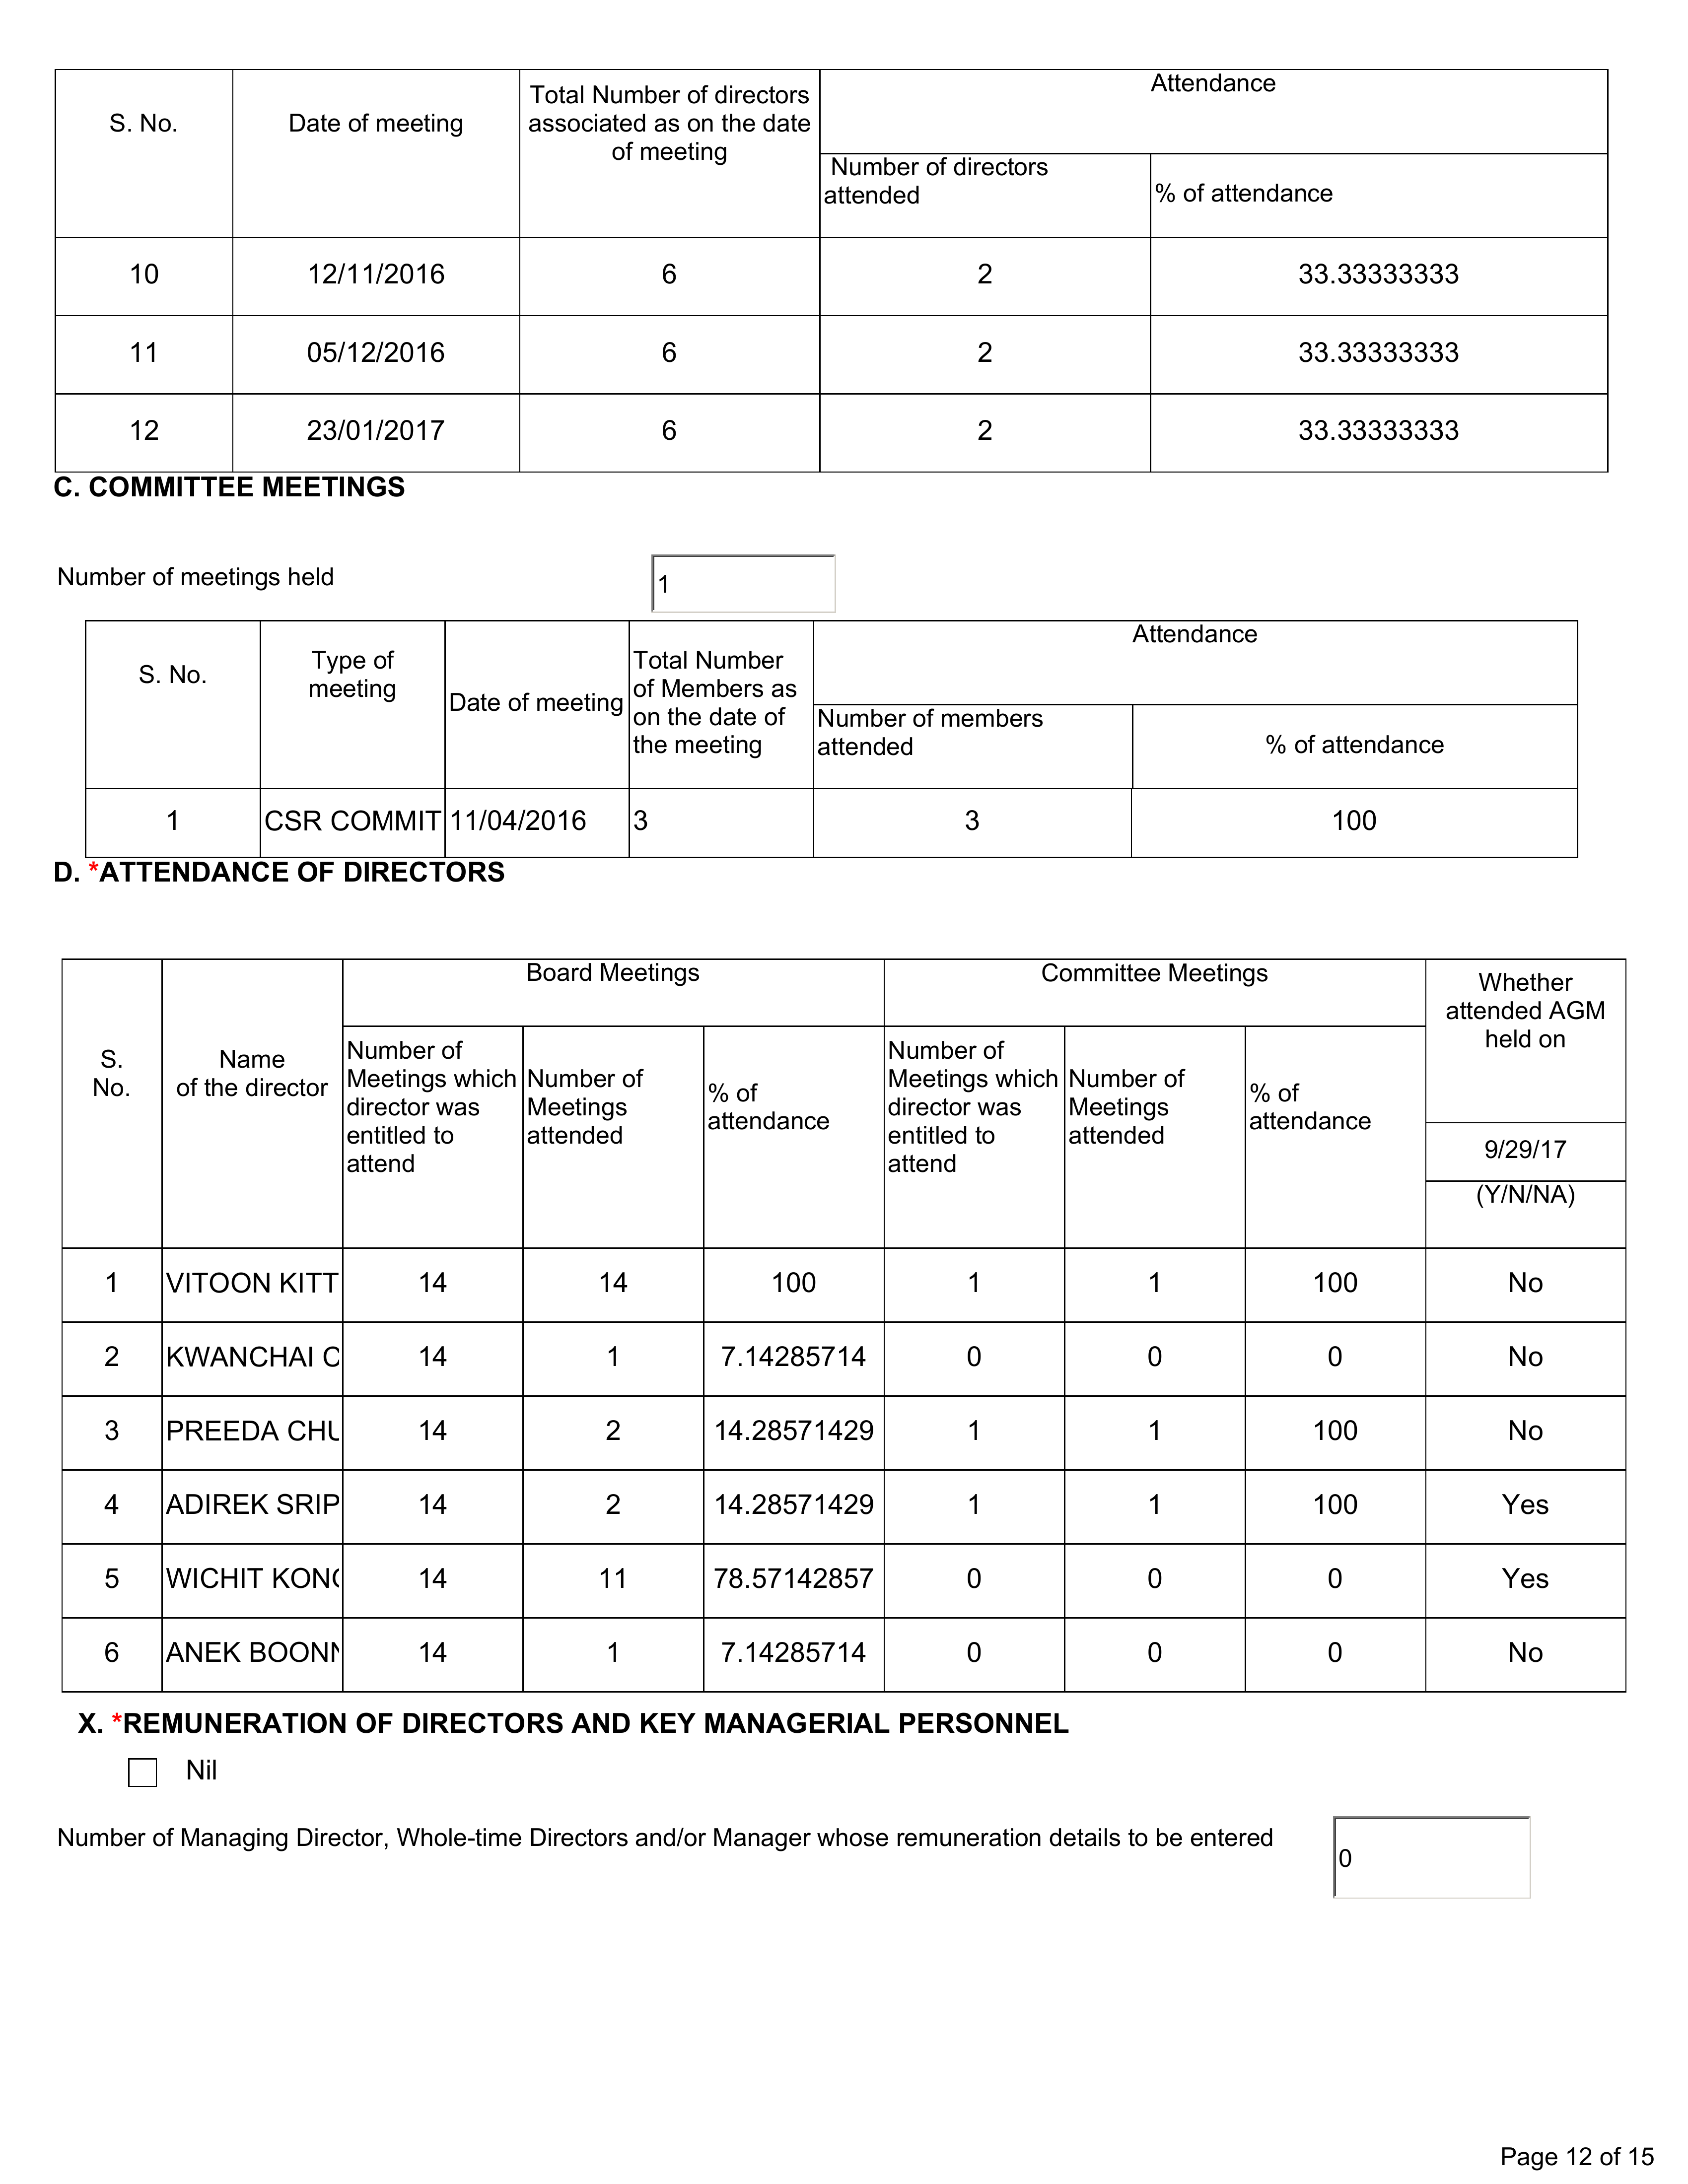 Attendance
S. No.
Date of meeting
Total Number of directors
associated as on the date
of meeting
Number of directors
attended
% of attendance
10 12/11/2016 6 2 33.33333333
11 05/12/2016 6 2 33.33333333
12 23/01/2017 6 2 33.33333333
C. COMMITTEE MEETINGS
Number of meetings held 1
Attendance
S. No.
Type of
meeting
Date of meeting
Total Number
of Members as
on the date of
the meeting
Number of members
attended
% of attendance
1 CSR COMMIT 11/04/2016 3 3 100
D. *ATTENDANCE OF DIRECTORS
Board Meetings
Committee Meetings
Whether
attended AGM
held on
S.
No.
Name
of the director
Number of
Meetings which
director was
entitled to
attend
Number of
Meetings
attended
% of
attendance
Number of
Meetings which
director was
entitled to
attend
Number of
Meetings
attended
% of
attendance
9/29/17
(Y/N/NA)
1 VITOON KITT 14 14 100 1 1 100 No
2 KWANCHAI C 14 1 7.14285714 0 0 0 No
3 PREEDA CHU 14 2 14.28571429 1 1 100 No
4 ADIREK SRIP 14 2 14.28571429 1 1 100 Yes
5 WICHIT KONG 14 11 78.57142857 0 0 0 Yes
6 ANEK BOONN 14 1 7.14285714 0 0 0 No
X. *REMUNERATION OF DIRECTORS AND KEY MANAGERIAL PERSONNEL
Nil
Number of Managing Director, Whole-time Directors and/or Manager whose remuneration details to be entered 0
Page 12 of 15